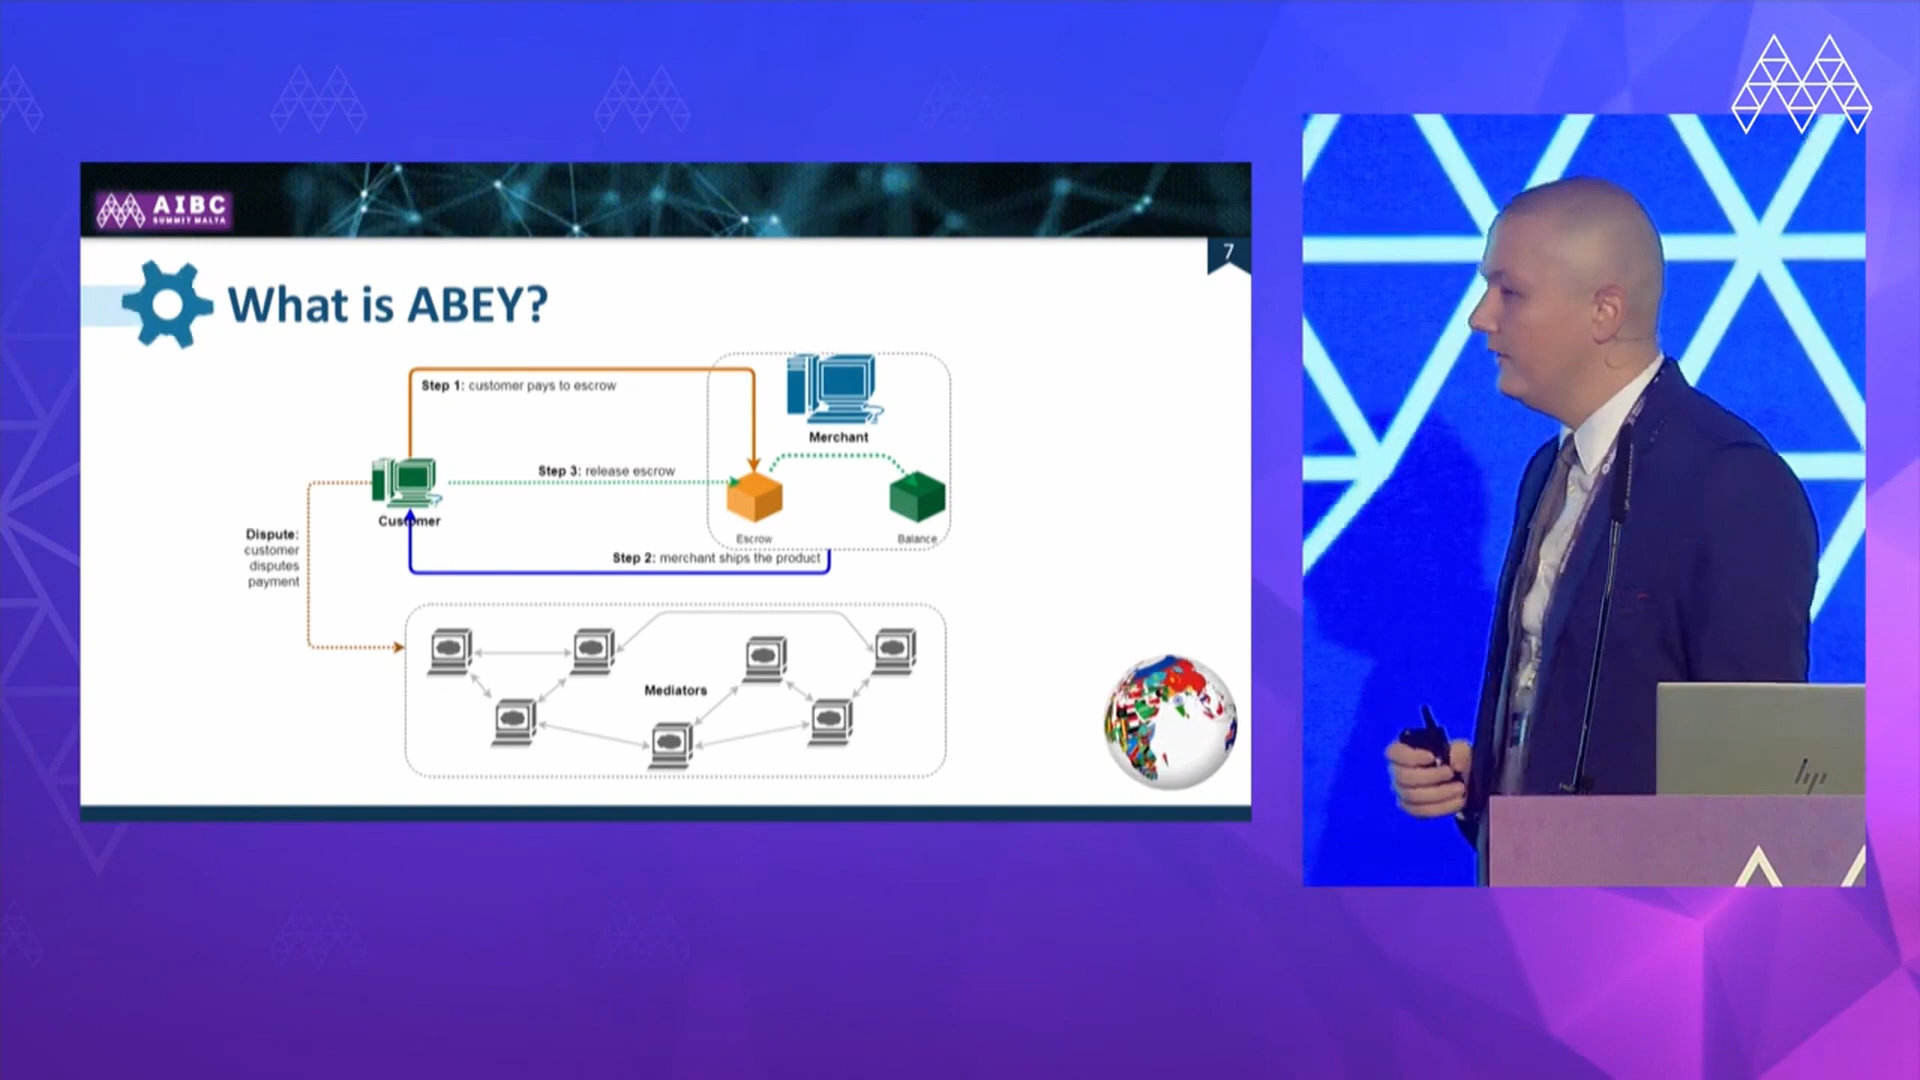 AIBC
SUMMIT MALTA
7
What is ABEY?
Step 1: customer pays to escrow
Merchant
Step 3: release escrow
Customer
Escrow
Balance
Dispute:
customer
disputes
payment
Step 2: merchant ships the product
Mediators
hp